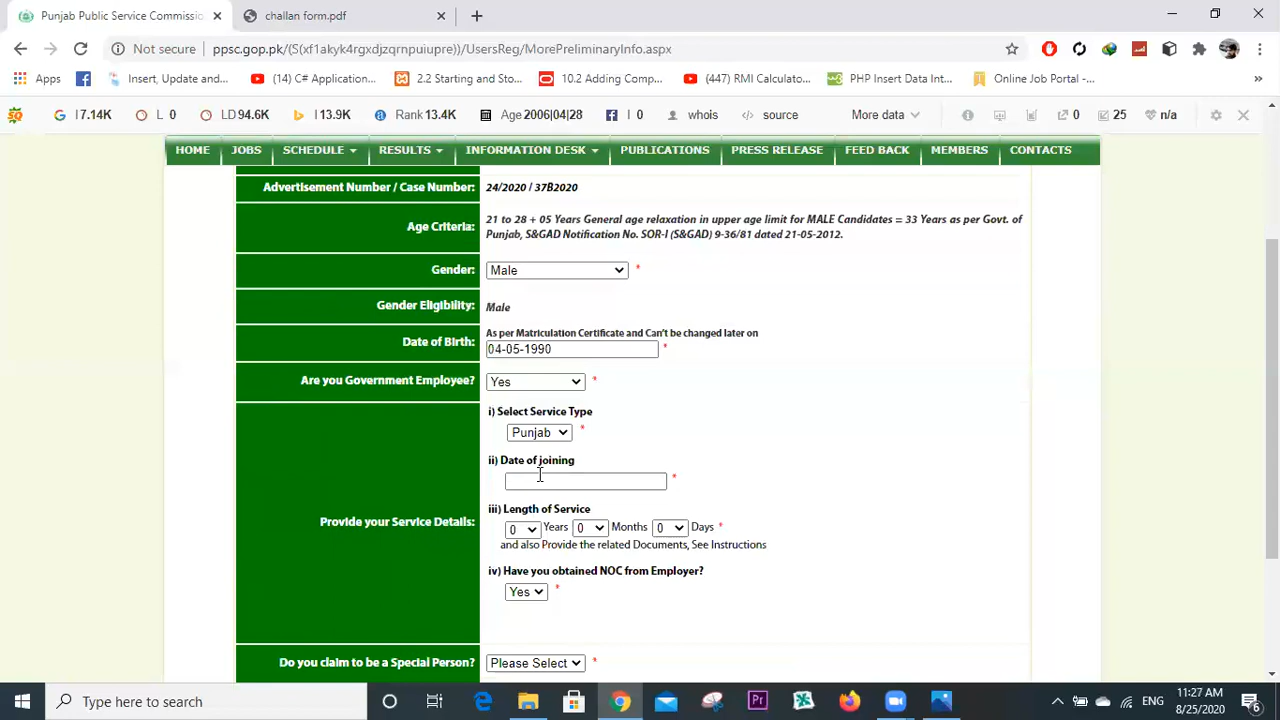 Punjab Public Service Commissio
challan form.pdf
Not secure
ppsc.gop.pk/(S(xf1akyk4rgxdjzqrnpuiupre))/UsersReg/MorePreliminaryInfo.aspx
Apps
Insert, Update and...
(14) C# Application...
2.2 Starting and Sto...
10.2 Adding Comp...
(447) RMI Calculato...
PHP Insert Data Int...
Online Job Portal -...
»
I 7.14K
L 0
LD 94.6K
I 13.9K
Rank 13.4K
Age 2006|04|28
I 0
whois
source
More data
0
25
n/a
HOME
JOBS
SCHEDULE
RESULTS
INFORMATION DESK
PUBLICATIONS
PRESS RELEASE
FEED BACK
MEMBERS
CONTACTS
Advertisement Number / Case Number: 24/2020 / 37B2020
Age Criteria: 21 to 28 + 05 Years General age relaxation in upper age limit for MALE Candidates = 33 Years as per Govt. of
Punjab, S&GAD Notification No. SOR-I (S&GAD) 9-36/81 dated 21-05-2012.
Gender: Male *
Gender Eligibility: Male
As per Matriculation Certificate and Can't be changed later on
Date of Birth: 04-05-1990 *
Are you Government Employee? Yes *
Provide your Service Details:
i) Select Service Type
Punjab *
ii) Date of joining
*
iii) Length of Service
0 Years 0 Months 0 Days *
and also Provide the related Documents, See Instructions
iv) Have you obtained NOC from Employer?
Yes *
Do you claim to be a Special Person? Please Select *
Type here to search
ENG
11:27 AM
8/25/2020
6